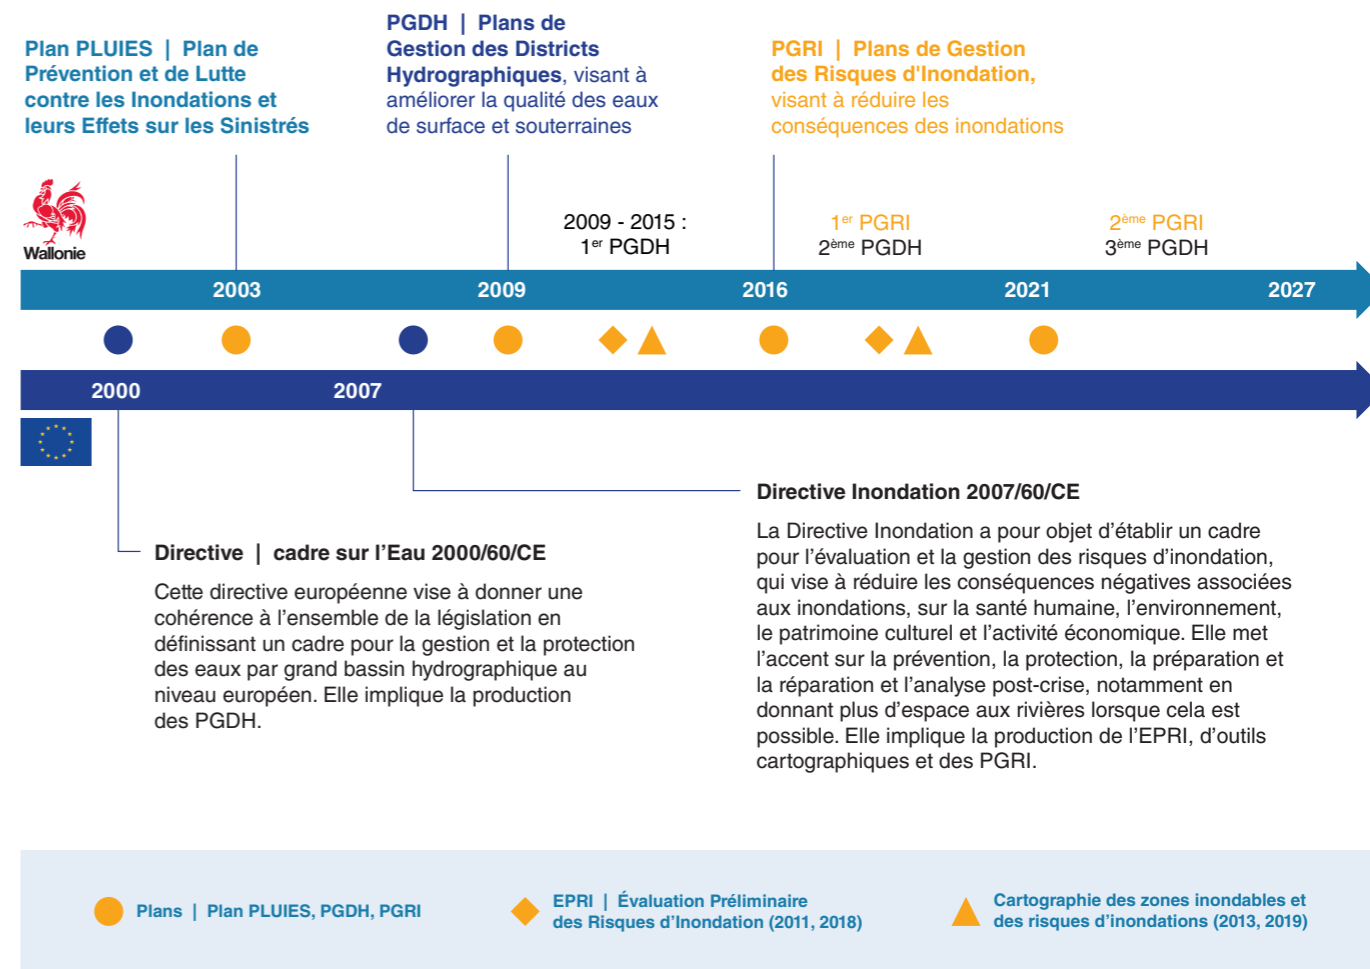 Plan PLUIES | Plan de
Prévention et de Lutte
contre les Inondations et
leurs Effets sur les Sinistrés
PGDH | Plans de
Gestion des Districts
Hydrographiques, visant à
améliorer la qualité des eaux
de surface et souterraines
PGRI | Plans de Gestion
des Risques d'Inondation,
visant à réduire les
conséquences des inondations
Wallonie
2009 - 2015 :
1er PGDH
1er PGRI
2ème PGDH
2ème PGRI
3ème PGDH
2003
2009
2016
2021
2027
2000
2007
Directive | cadre sur l’Eau 2000/60/CE
Cette directive européenne vise à donner une
cohérence à l’ensemble de la législation en
définissant un cadre pour la gestion et la protection
des eaux par grand bassin hydrographique au
niveau européen. Elle implique la production
des PGDH.
Directive Inondation 2007/60/CE
La Directive Inondation a pour objet d’établir un cadre
pour l’évaluation et la gestion des risques d’inondation,
qui vise à réduire les conséquences négatives associées
aux inondations, sur la santé humaine, l’environnement,
le patrimoine culturel et l’activité économique. Elle met
l’accent sur la prévention, la protection, la préparation et
la réparation et l’analyse post-crise, notamment en
donnant plus d’espace aux rivières lorsque cela est
possible. Elle implique la production de l’EPRI, d’outils
cartographiques et des PGRI.
Plans | Plan PLUIES, PGDH, PGRI
EPRI | Évaluation Préliminaire
des Risques d’Inondation (2011, 2018)
Cartographie des zones inondables et
des risques d’inondations (2013, 2019)